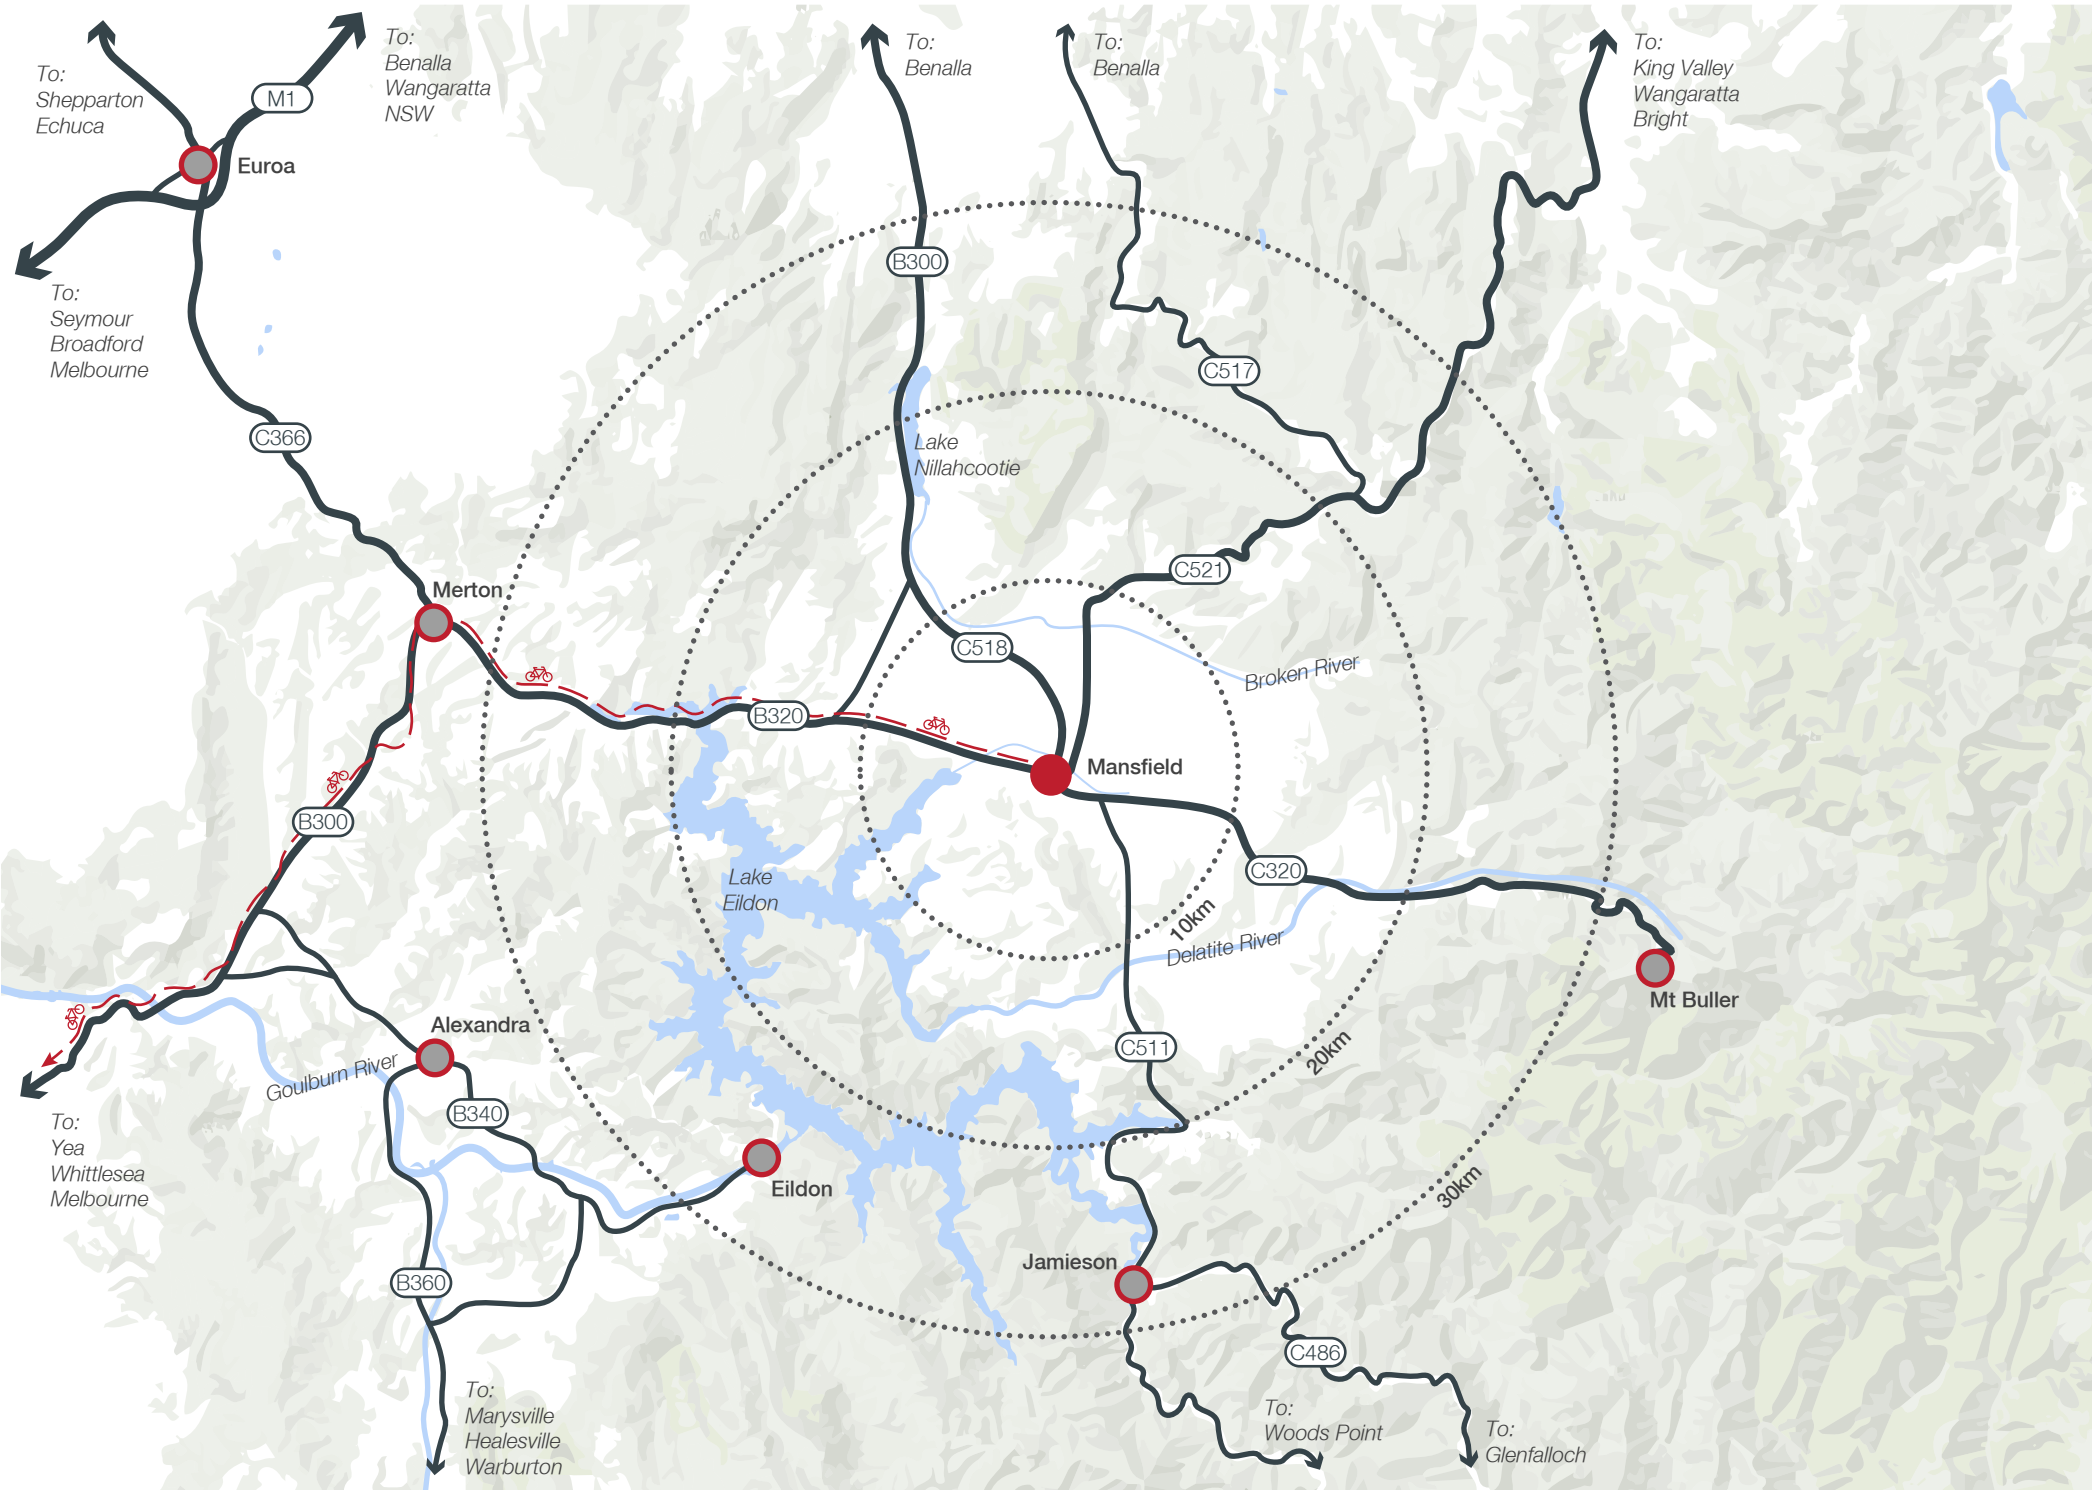 To:
Shepparton
Echuca
M1
To:
Benalla
Wangaratta
NSW
To:
Benalla
To:
Benalla
To:
King Valley
Wangaratta
Bright
Euroa
To:
Seymour
Broadford
Melbourne
B300
C517
C366
Lake
Nillahcootie
C521
Merton
C518
Broken River
B320
Mansfield
B300
Lake
Eildon
C320
10km
Delatite River
Mt Buller
Alexandra
Goulburn River
C511
20km
B340
To:
Yea
Whittlesea
Melbourne
Eildon
30km
Jamieson
B360
C486
To:
Marysville
Healesville
Warburton
To:
Woods Point
To:
Glenfalloch